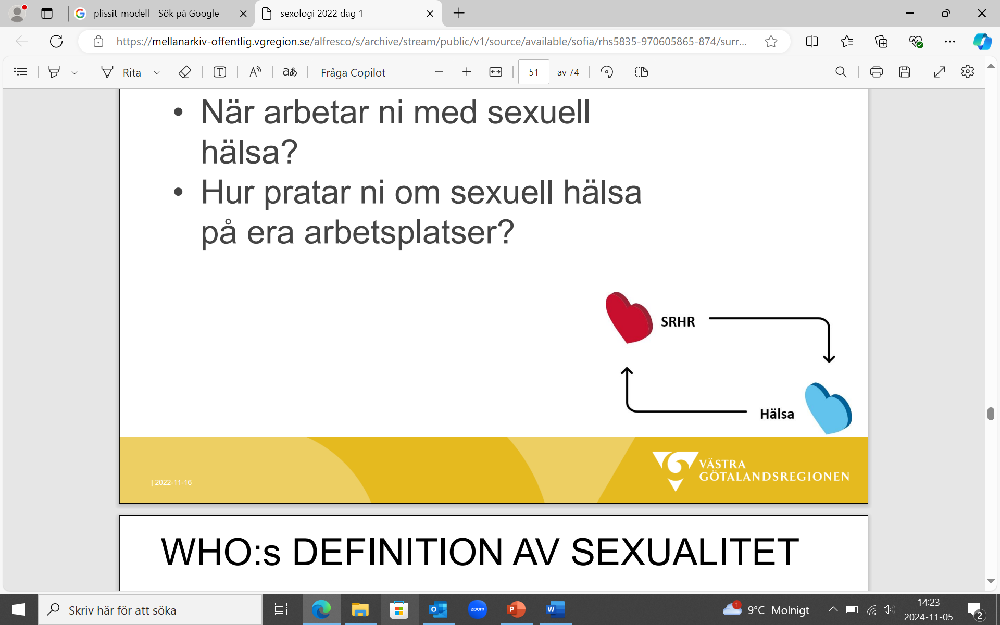 plissit-modell - Sök på Google
sexologi 2022 dag 1
https://mellanarkiv-offentlig.vgregion.se/alfresco/s/archive/stream/public/v1/source/available/sofia/rhs5835-970605865-874/surr...
Rita
T
A
aあ
Fråga Copilot
51
av 74
• När arbetar ni med sexuell
hälsa?
• Hur pratar ni om sexuell hälsa
på era arbetsplatser?
SRHR
Hälsa
| 2022-11-16
VÄSTRA
GÖTALANDSREGIONEN
WHO:s DEFINITION AV SEXUALITET
Skriv här för att söka
O
zoom
P
W
1
9°C Molnigt
14:23
2024-11-05
2